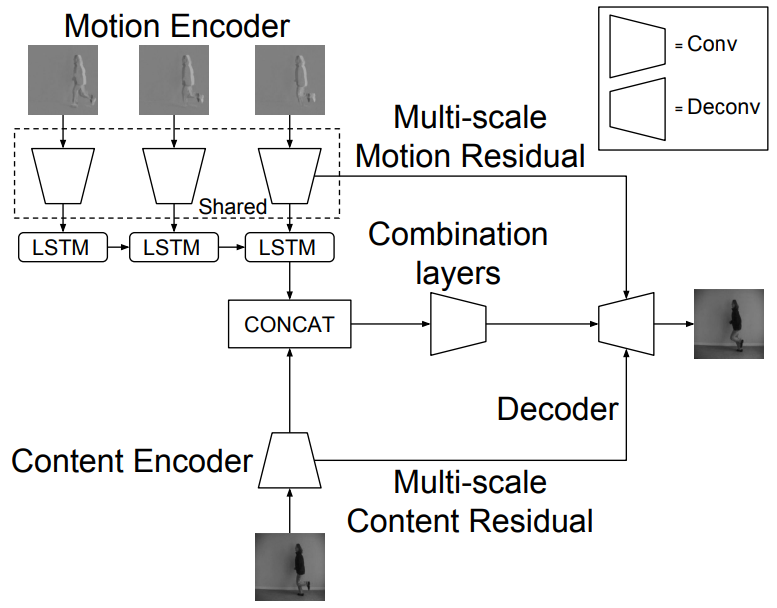 Motion Encoder
= Conv
= Deconv
Multi-scale
Motion Residual
Shared
LSTM
LSTM
LSTM
Combination
layers
CONCAT
Decoder
Content Encoder
Multi-scale
Content Residual